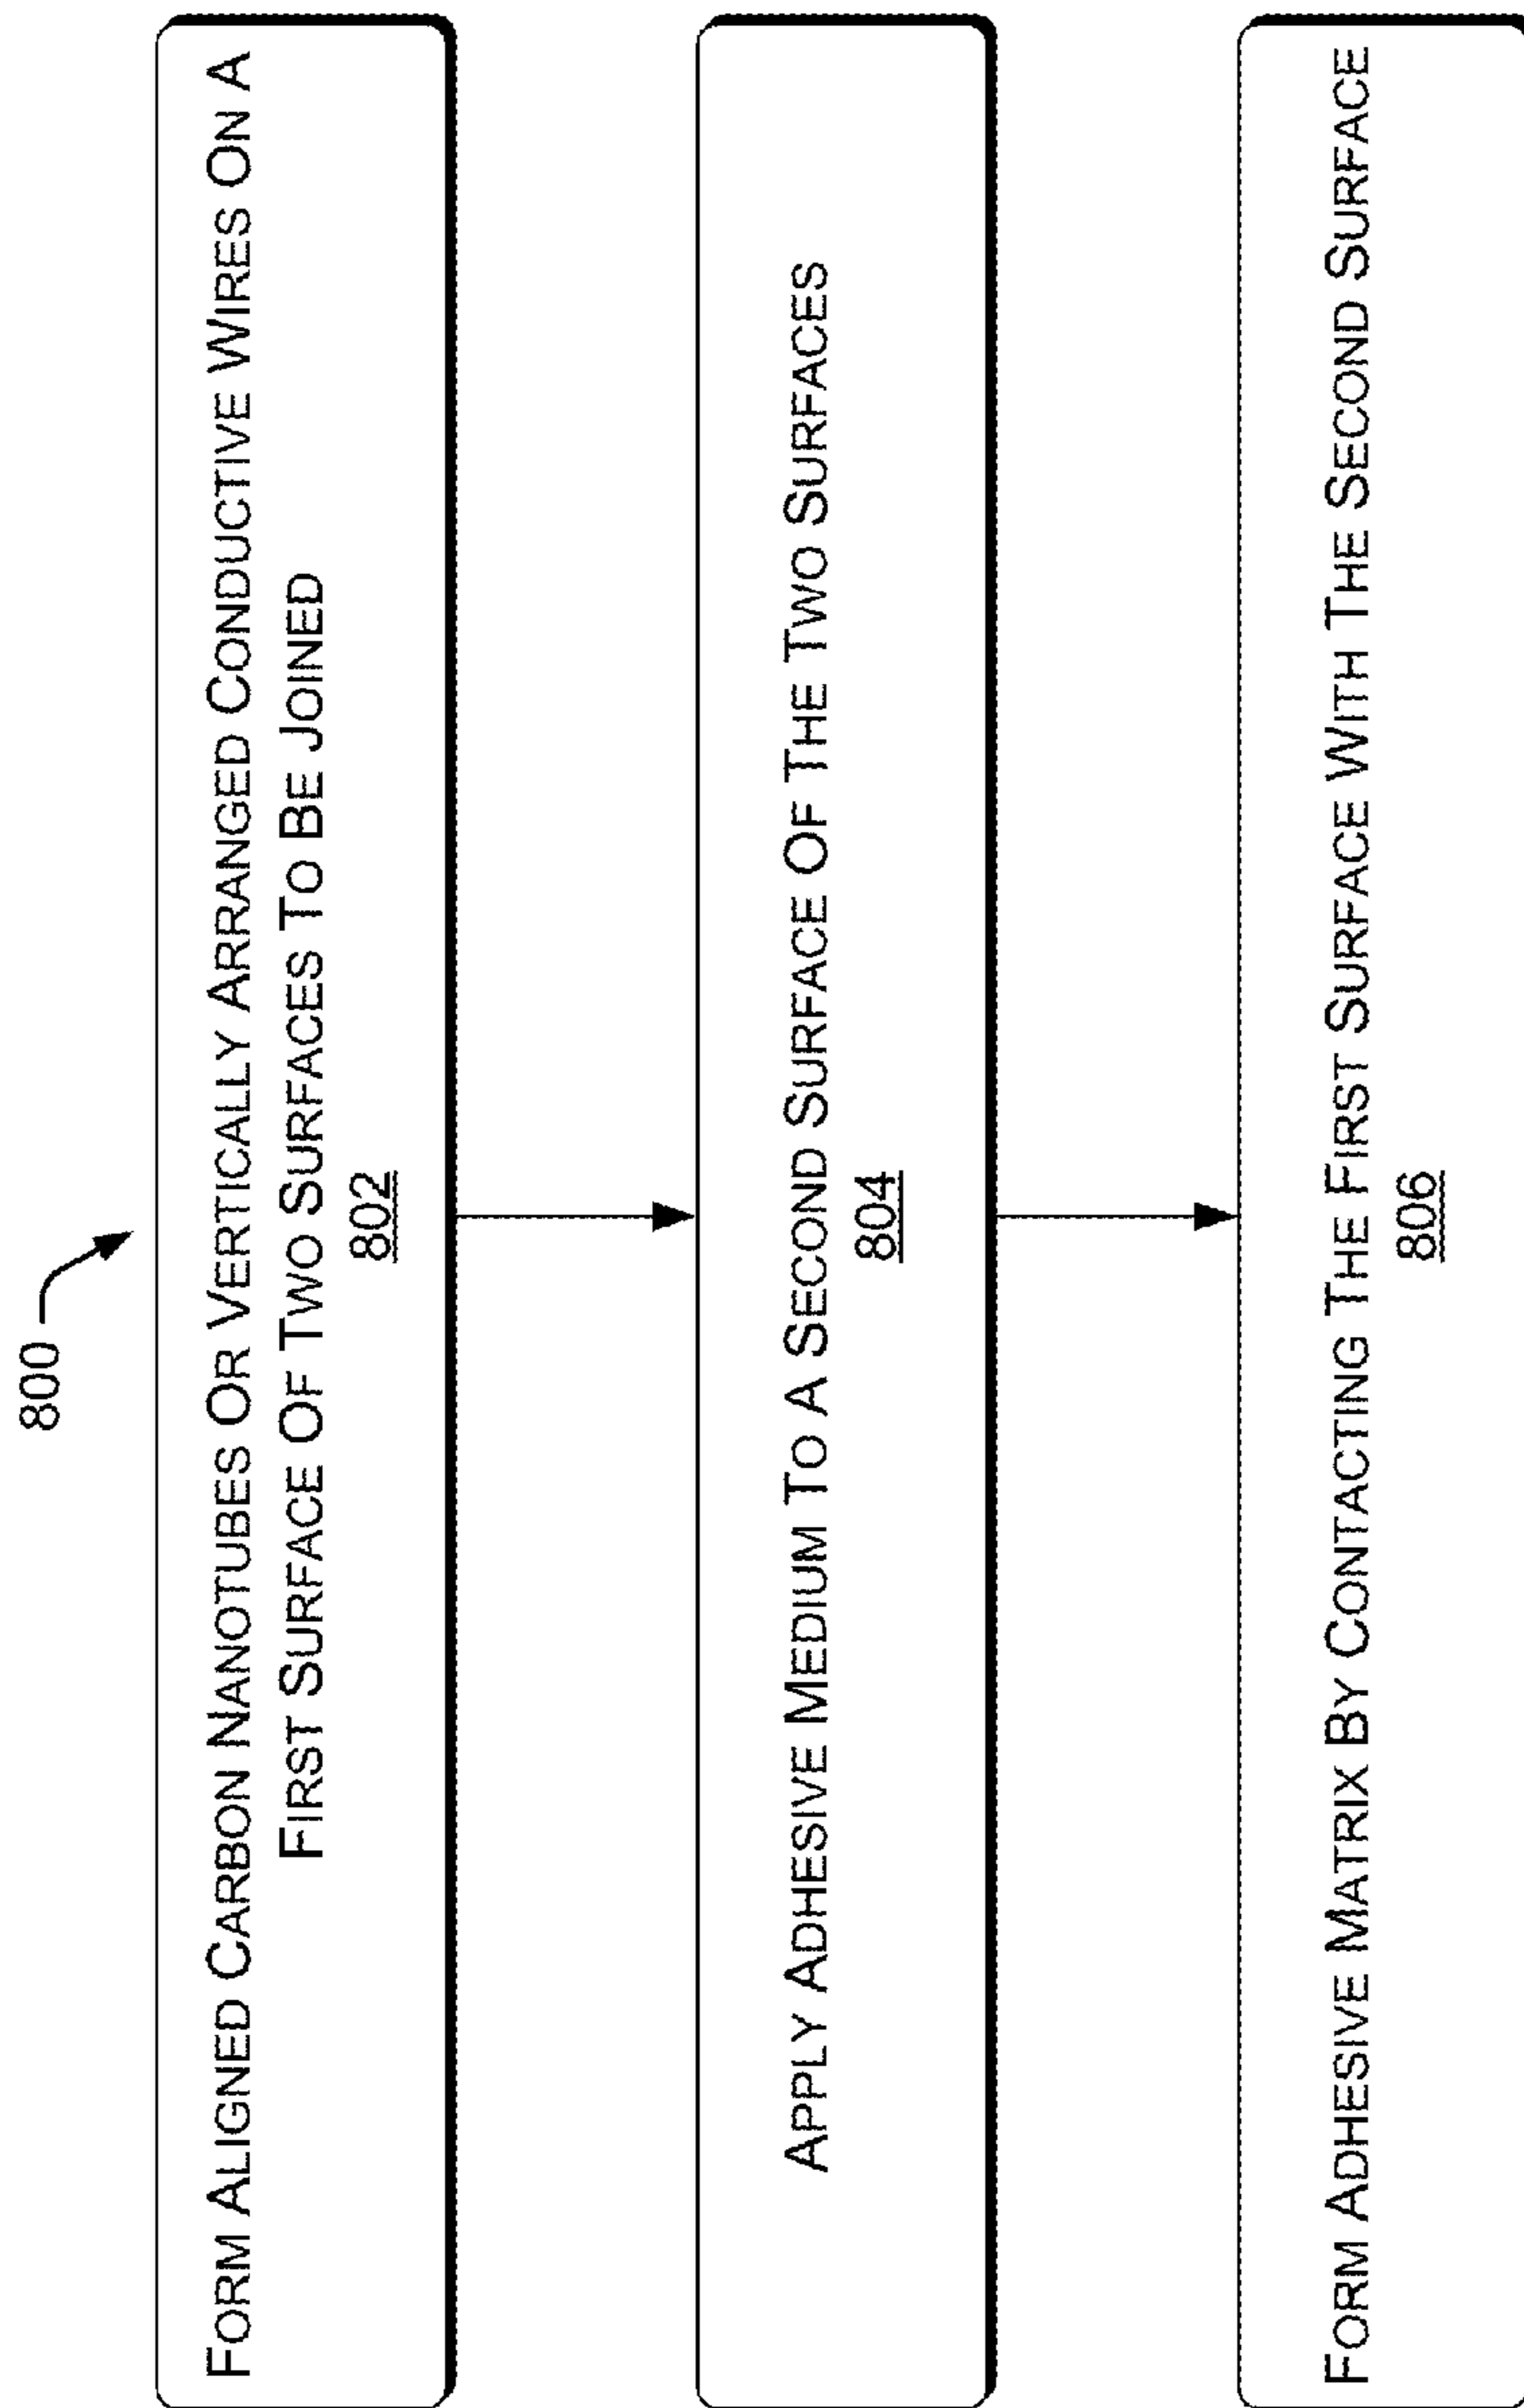 800
FORM ALIGNED CARBON NANOTUBES OR VERTICALLY ARRANGED CONDUCTIVE WIRES ON A
FIRST SURFACE OF TWO SURFACES TO BE JOINED
802
APPLY ADHESIVE MEDIUM TO A SECOND SURFACE OF THE TWO SURFACES
804
FORM ADHESIVE MATRIX BY CONTACTING THE FIRST SURFACE WITH THE SECOND SURFACE
806